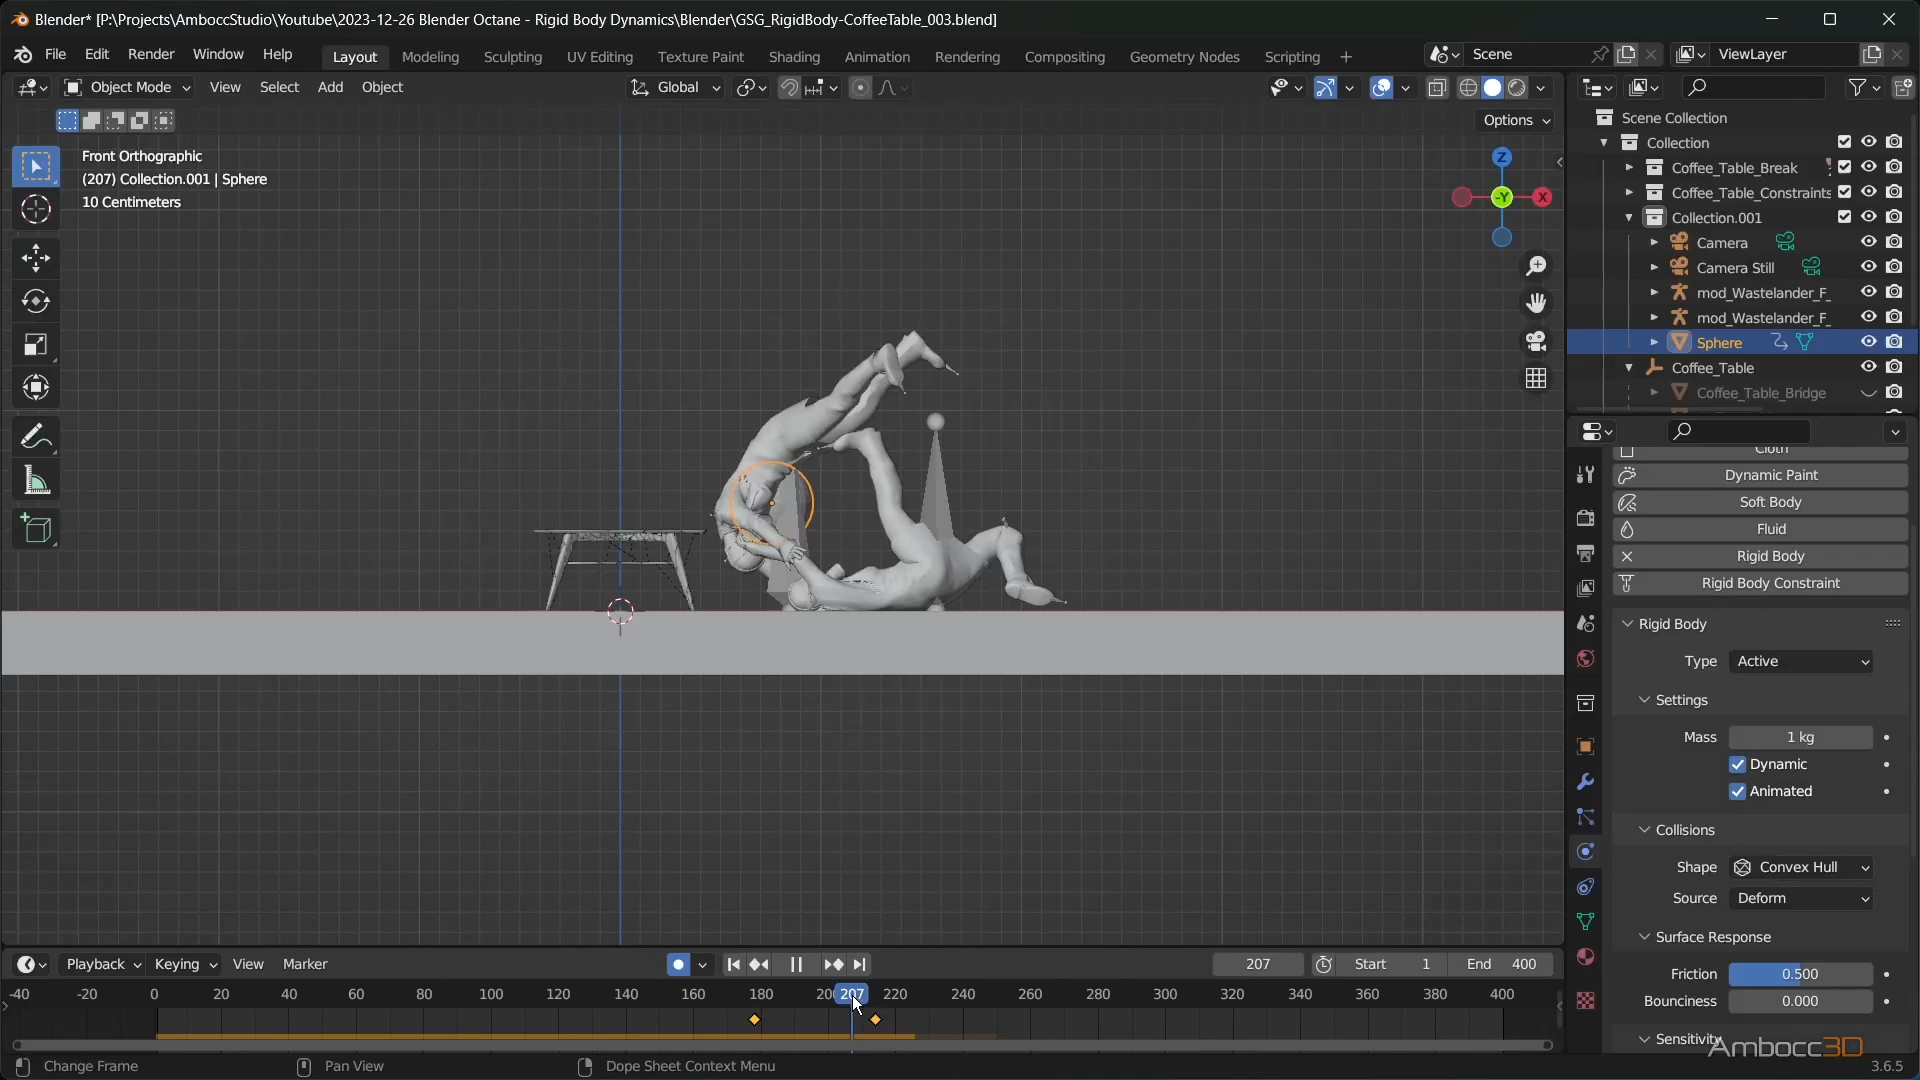 Blender* [P:\Projects\AmboccStudio\Youtube\2023-12-26 Blender Octane - Rigid Body Dynamics\Blender\GSG_RigidBody-CoffeeTable_003.blend]
File Edit Render Window Help Layout Modeling Sculpting UV Editing Texture Paint Shading Animation Rendering Compositing Geometry Nodes Scripting + Scene ViewLayer
Object Mode View Select Add Object Global
Options
Front Orthographic
(207) Collection.001 | Sphere
10 Centimeters
Z
-Y
X
Scene Collection
Collection
Coffee_Table_Break
Coffee_Table_Constraints
Collection.001
Camera
Camera Still
mod_Wastelander_F_
mod_Wastelander_F_
Sphere
Coffee_Table
Coffee_Table_Bridge
Cloth
Dynamic Paint
Soft Body
Fluid
Rigid Body
Rigid Body Constraint
Rigid Body
Type Active
Settings
Mass 1 kg
Dynamic
Animated
Collisions
Shape Convex Hull
Source Deform
Surface Response
Friction 0.500
Bounciness 0.000
Sensitivity
Playback Keying View Marker 207 Start 1 End 400
-40 -20 0 20 40 60 80 100 120 140 160 180 20 207 220 240 260 280 300 320 340 360 380 400
Change Frame Pan View Dope Sheet Context Menu 3.6.5
Ambocc3D